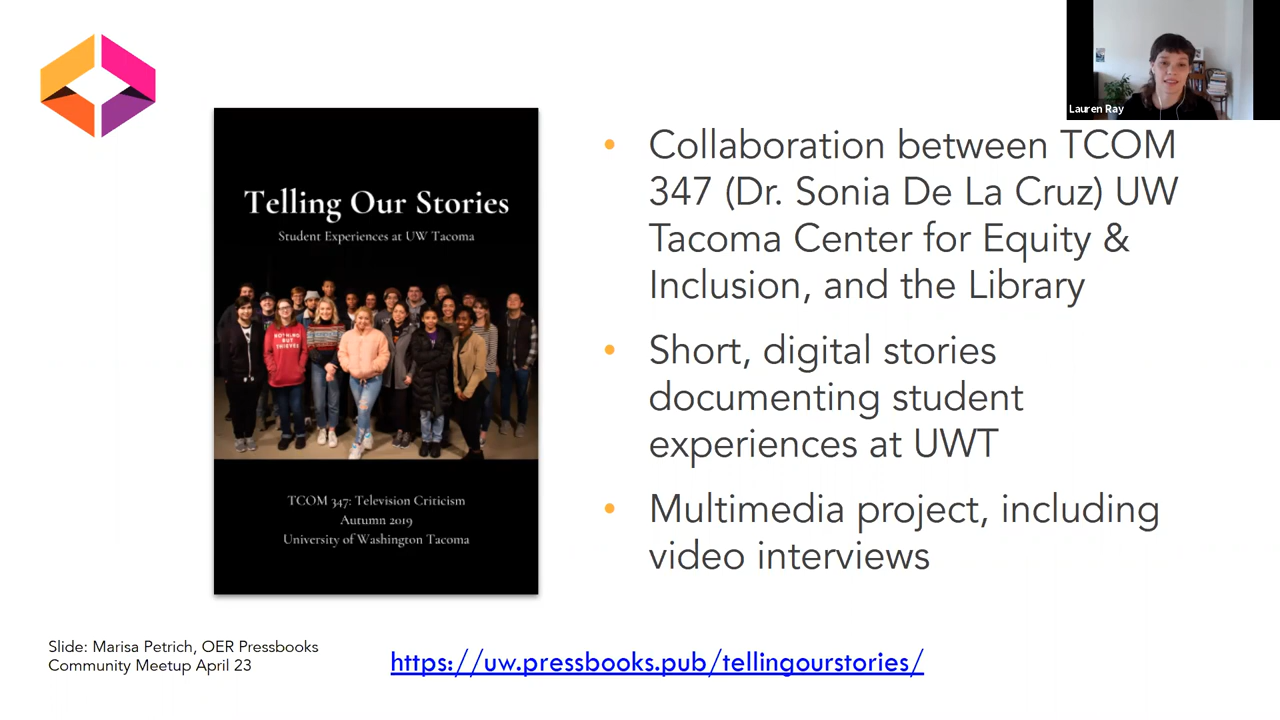 Lauren Ray
Telling Our Stories
Student Experiences at UW Tacoma
NOTHING
BUT
THIEVES
TCOM 347: Television Criticism
Autumn 2019
University of Washington Tacoma
• Collaboration between TCOM
347 (Dr. Sonia De La Cruz) UW
Tacoma Center for Equity &
Inclusion, and the Library
• Short, digital stories
documenting student
experiences at UWT
• Multimedia project, including
video interviews
Slide: Marisa Petrich, OER Pressbooks
Community Meetup April 23
https://uw.pressbooks.pub/tellingourstories/